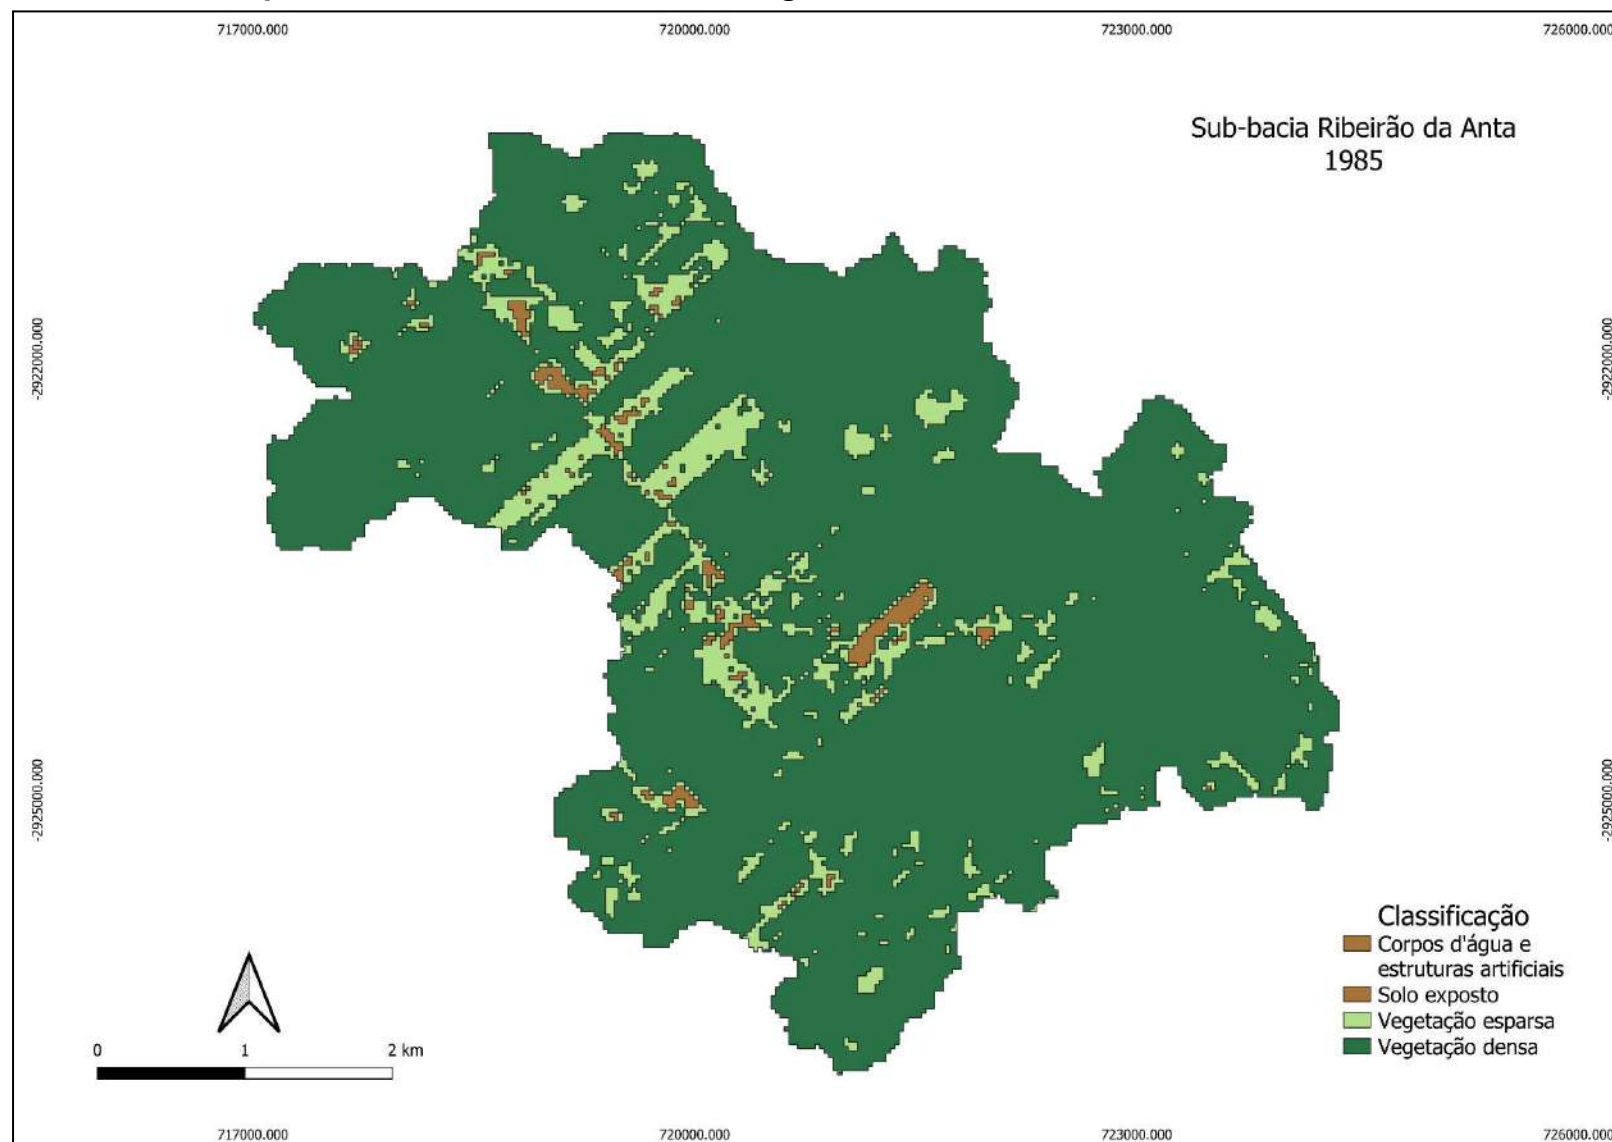 717000.000 720000.000 723000.000 726000.000
Sub-bacia Ribeirão da Anta
1985
-2922000.000 -2922000.000
-2925000.000 -2925000.000
Classificação
Corpos d'água e
estruturas artificiais
Solo exposto
Vegetação esparsa
Vegetação densa
0 1 2 km
717000.000 720000.000 723000.000 726000.000